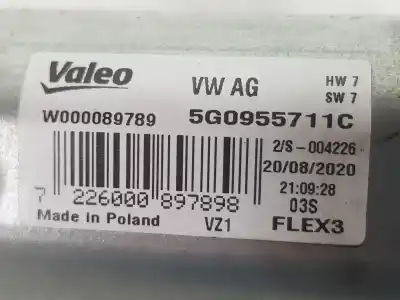 Valeo VW AG HW 7
SW 7
W000089789 5G0955711C
2/S-004226
20/08/2020
21:09:28
7 226000 897898 03S
Made in Poland VZ1 FLEX3